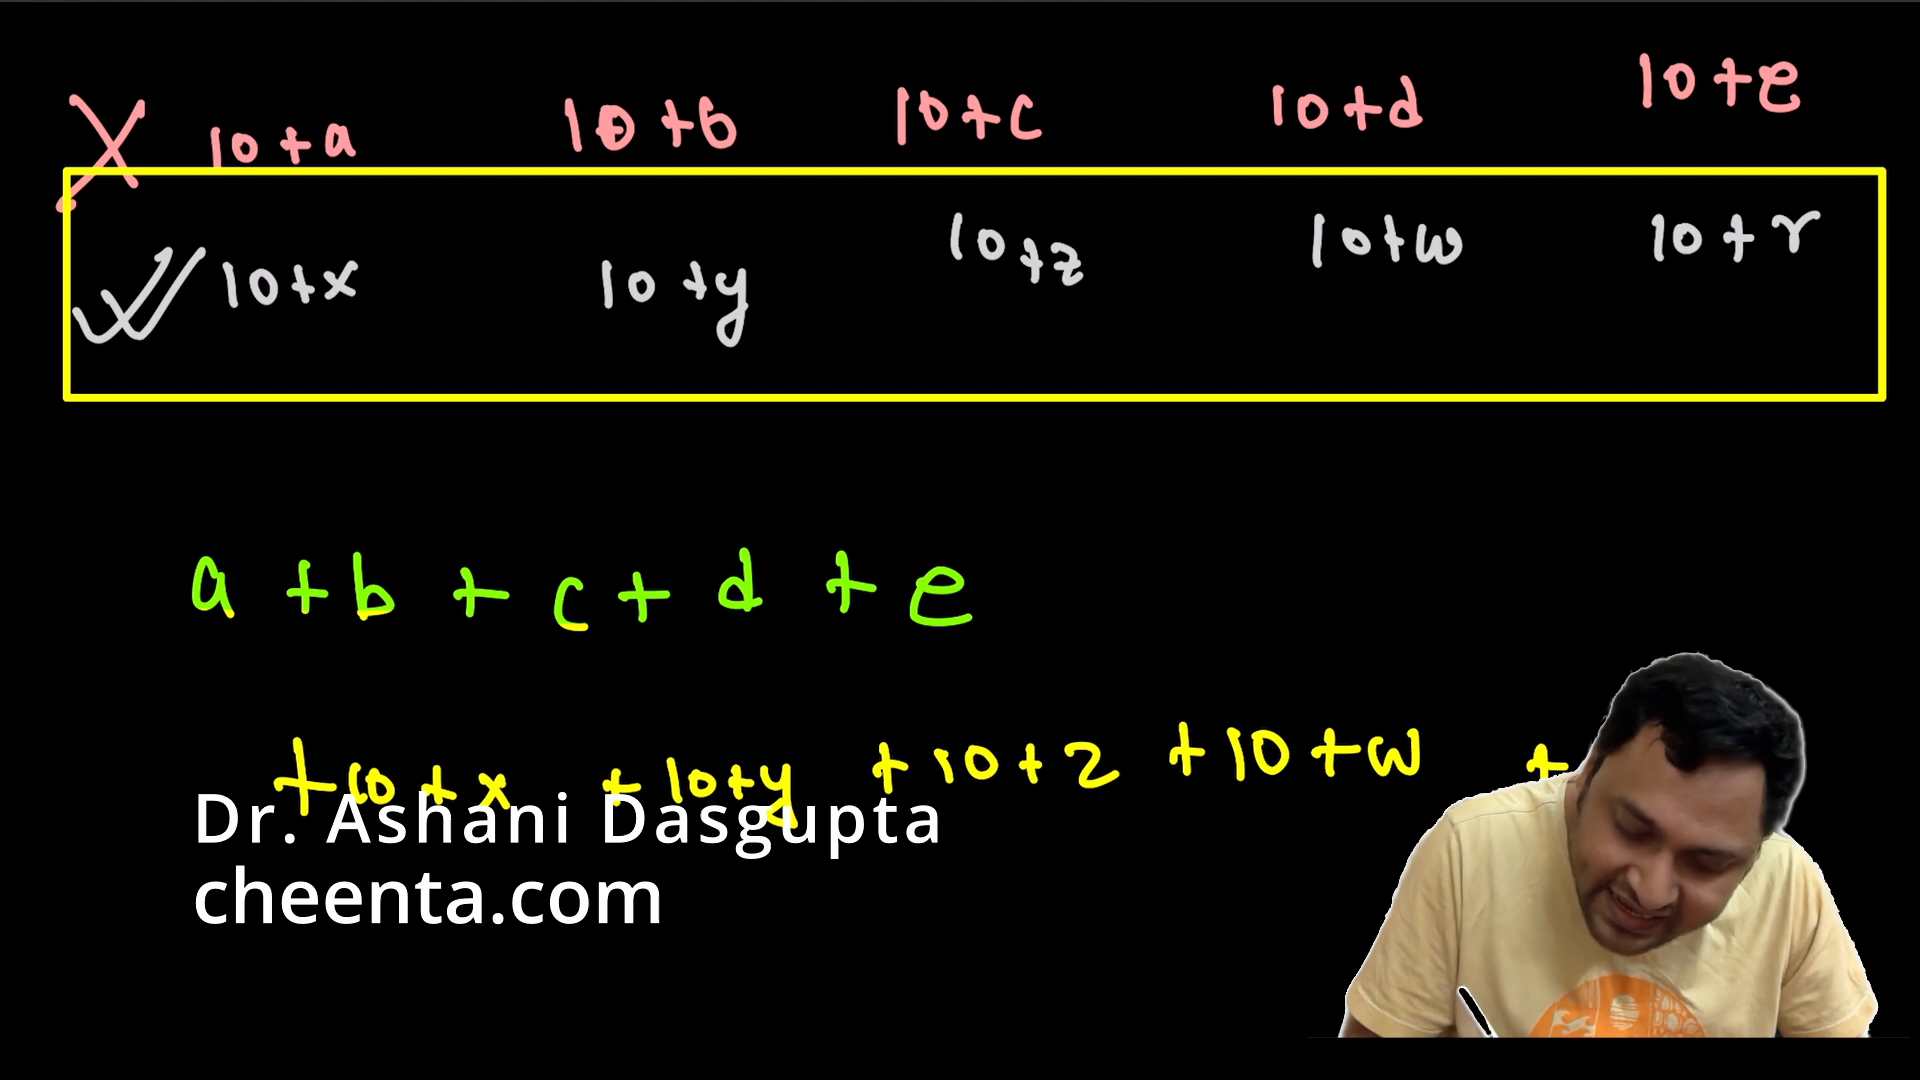 X 10+a 10+b 10+c 10+d 10+e
10+x 10+y 10+z 10+w 10+r
a + b + c + d + e
+10+x +10+y +10+z +10+w +
Dr. Ashani Dasgupta
cheenta.com